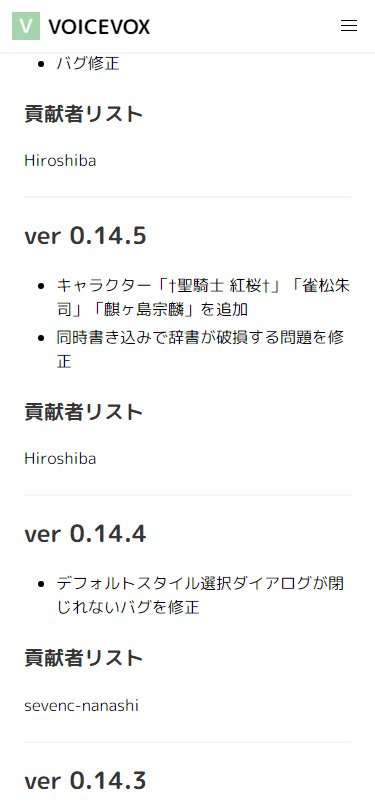 V VOICEVOX
バグ修正
貢献者リスト
Hiroshiba
ver 0.14.5
キャラクター「†聖騎士 紅桜†」「雀松朱
司」「麒ヶ島宗麟」を追加
同時書き込みで辞書が破損する問題を修
正
貢献者リスト
Hiroshiba
ver 0.14.4
デフォルトスタイル選択ダイアログが閉
じれないバグを修正
貢献者リスト
sevenc-nanashi
ver 0.14.3